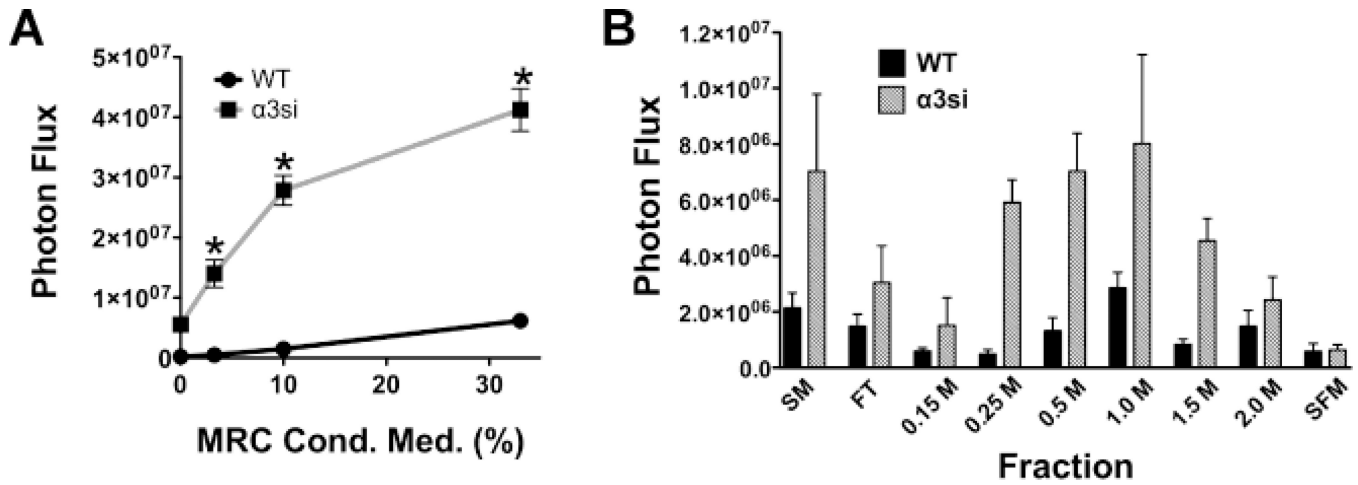 A
5×10⁰⁷
4×10⁰⁷
3×10⁰⁷
2×10⁰⁷
1×10⁰⁷
0
Photon Flux
WT
α3si
*
*
*
0
10
20
30
MRC Cond. Med. (%)
B
1.2×10⁰⁷
1.0×10⁰⁷
8.0×10⁰⁶
6.0×10⁰⁶
4.0×10⁰⁶
2.0×10⁰⁶
0.0
Photon Flux
WT
α3si
SM
FT
0.15 M
0.25 M
0.5 M
1.0 M
1.5 M
2.0 M
SFM
Fraction